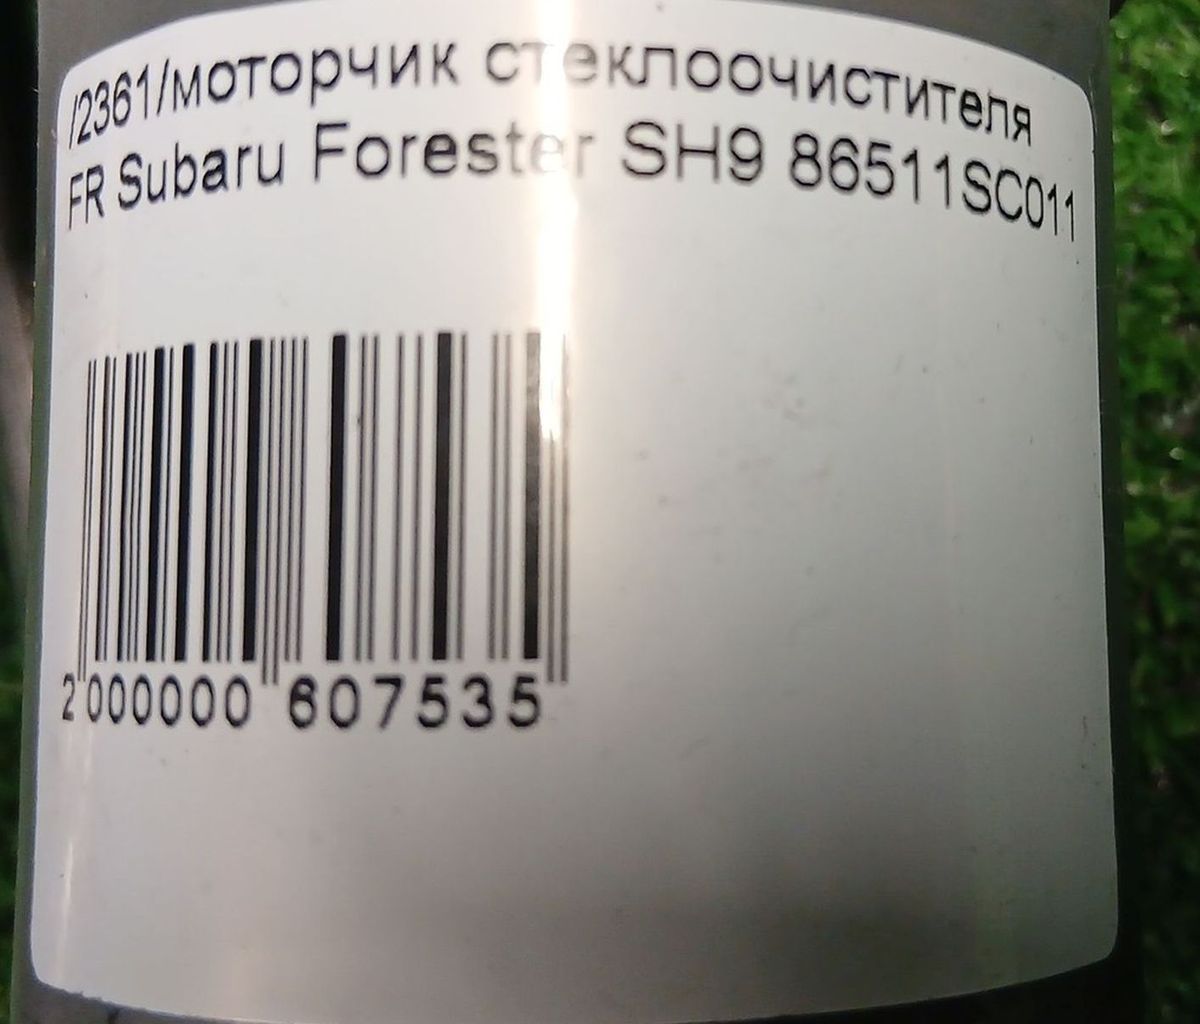 /2361/моторчик стеклоочистителя
FR Subaru Forester SH9 86511SC011
2 000000 607535